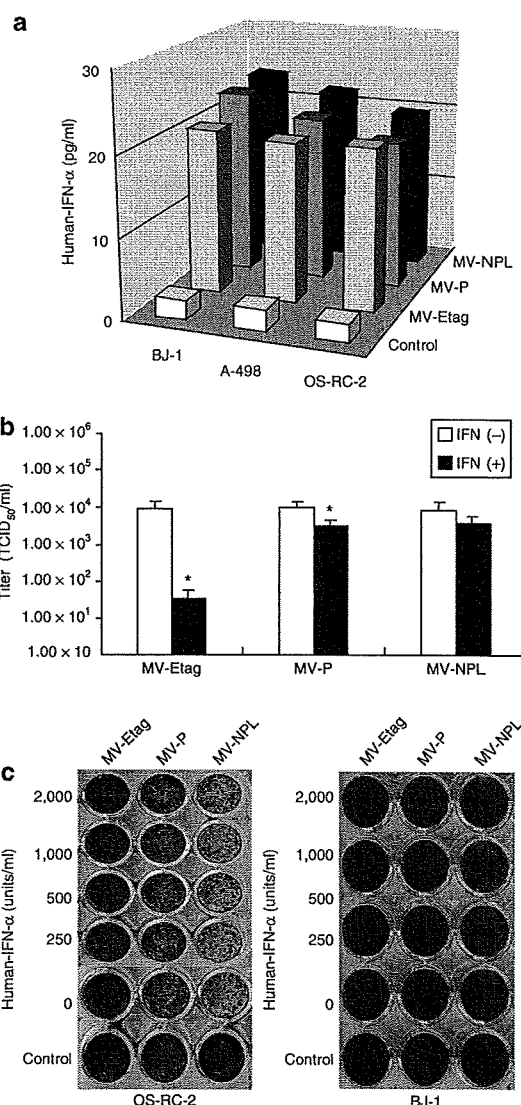 a
30
20
10
0
Human-IFN-α (pg/ml)
BJ-1
A-498
OS-RC-2
MV-NPL
MV-P
MV-Etag
Control
b
1.00 × 10⁶
1.00 × 10⁵
1.00 × 10⁴
1.00 × 10³
1.00 × 10²
1.00 × 10¹
1.00 × 10
Titer (TCID₅₀/ml)
IFN (−)
IFN (+)
*
*
MV-Etag
MV-P
MV-NPL
c
MV-Etag
MV-P
MV-NPL
Human-IFN-α (units/ml)
2,000
1,000
500
250
0
Control
OS-RC-2
MV-Etag
MV-P
MV-NPL
Human-IFN-α (units/ml)
2,000
1,000
500
250
0
Control
BJ-1